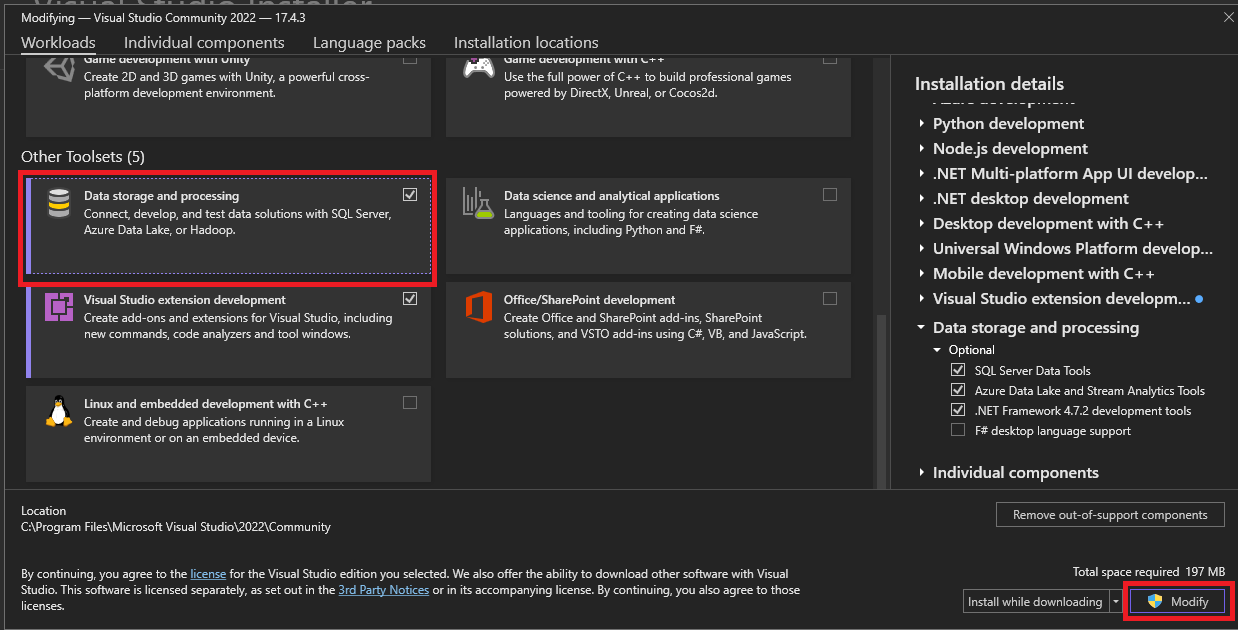 Visual Studio Installer
Modifying — Visual Studio Community 2022 — 17.4.3
Workloads
Individual components
Language packs
Installation locations
Game development with Unity
Create 2D and 3D games with Unity, a powerful cross-
platform development environment.
Game development with C++
Use the full power of C++ to build professional games
powered by DirectX, Unreal, or Cocos2d.
Other Toolsets (5)
Data storage and processing
Connect, develop, and test data solutions with SQL Server,
Azure Data Lake, or Hadoop.
Data science and analytical applications
Languages and tooling for creating data science
applications, including Python and F#.
Visual Studio extension development
Create add-ons and extensions for Visual Studio, including
new commands, code analyzers and tool windows.
Office/SharePoint development
Create Office and SharePoint add-ins, SharePoint
solutions, and VSTO add-ins using C#, VB, and JavaScript.
Linux and embedded development with C++
Create and debug applications running in a Linux
environment or on an embedded device.
Installation details
Azure development
Python development
Node.js development
.NET Multi-platform App UI develop...
.NET desktop development
Desktop development with C++
Universal Windows Platform develop...
Mobile development with C++
Visual Studio extension developm...
Data storage and processing
Optional
SQL Server Data Tools
Azure Data Lake and Stream Analytics Tools
.NET Framework 4.7.2 development tools
F# desktop language support
Individual components
Location
C:\Program Files\Microsoft Visual Studio\2022\Community
Remove out-of-support components
By continuing, you agree to the license for the Visual Studio edition you selected. We also offer the ability to download other software with Visual
Studio. This software is licensed separately, as set out in the 3rd Party Notices or in its accompanying license. By continuing, you also agree to those
licenses.
Total space required 197 MB
Install while downloading
Modify